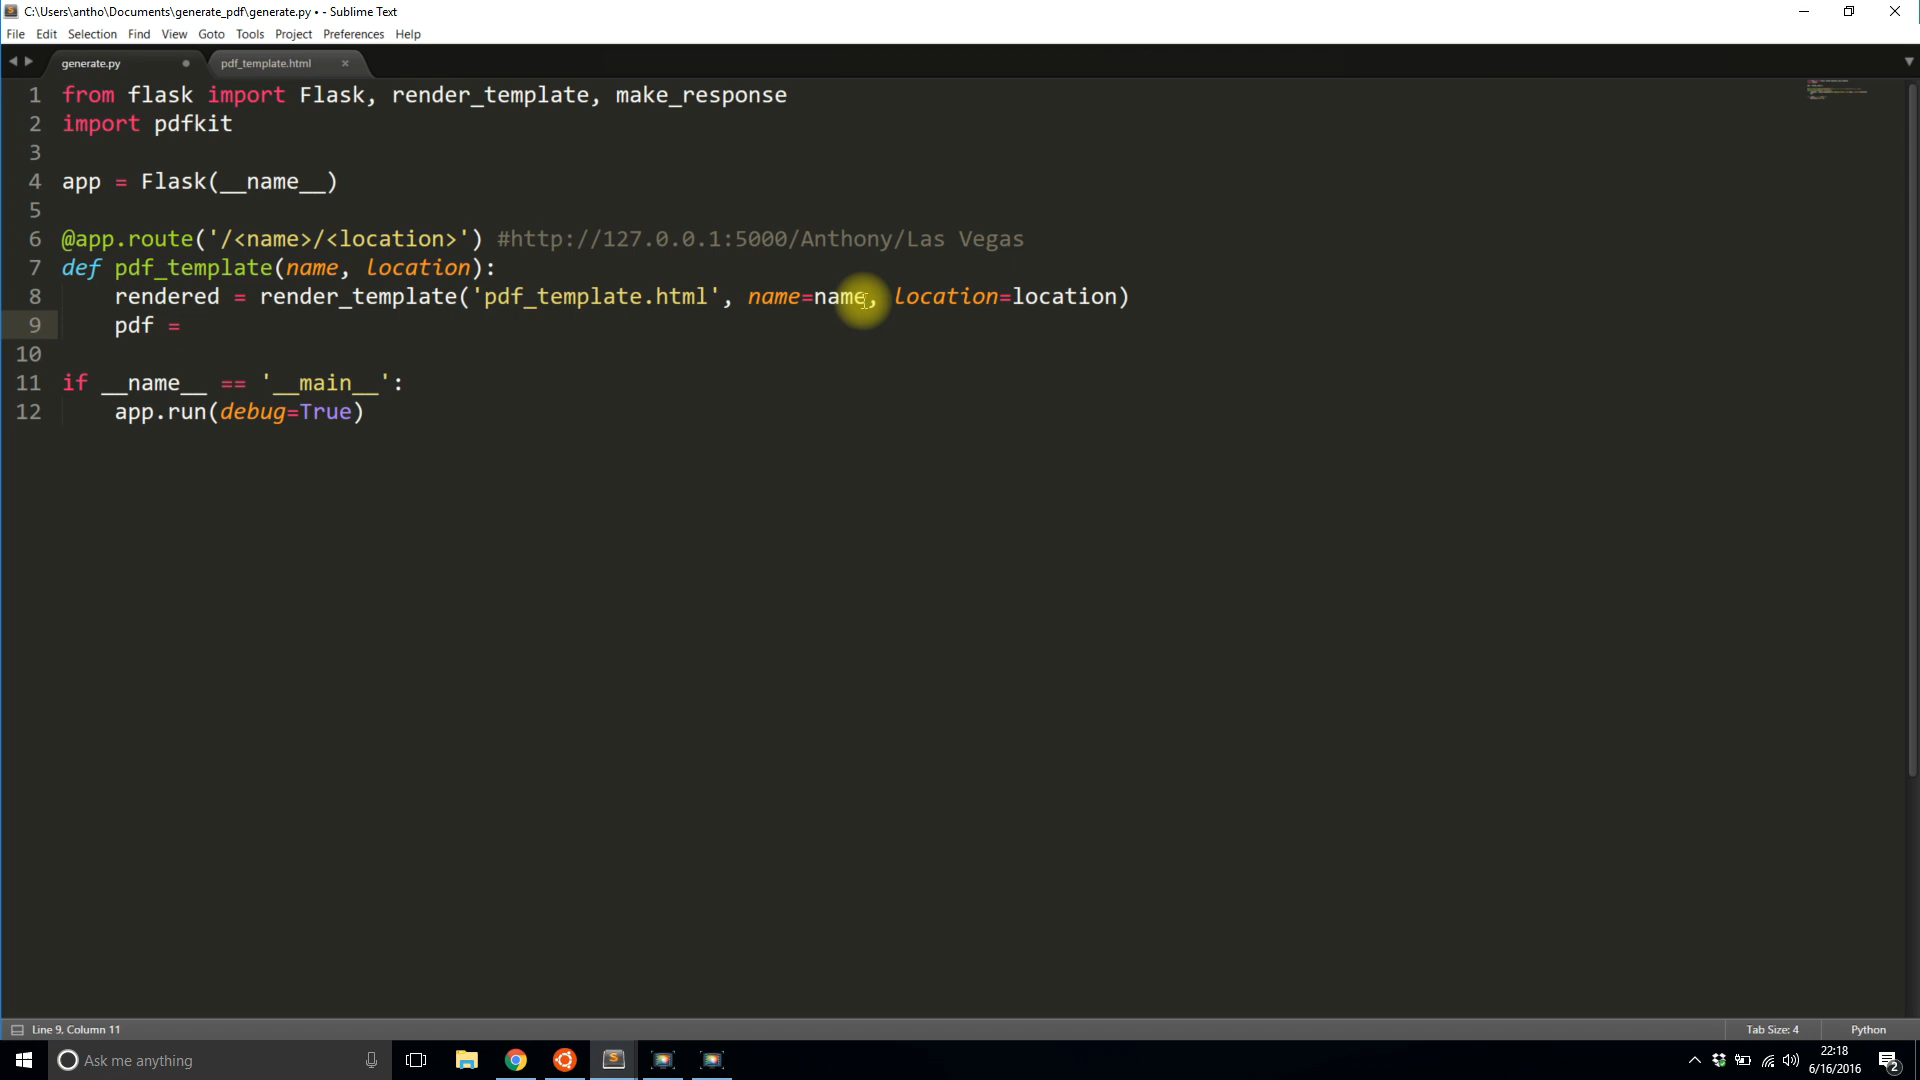 C:\Users\antho\Documents\generate_pdf\generate.py • - Sublime Text
File Edit Selection Find View Goto Tools Project Preferences Help
generate.py pdf_template.html
1 from flask import Flask, render_template, make_response
2 import pdfkit
3
4 app = Flask(__name__)
5
6 @app.route('/<name>/<location>') #http://127.0.0.1:5000/Anthony/Las Vegas
7 def pdf_template(name, location):
8     rendered = render_template('pdf_template.html', name=name, location=location)
9     pdf =
10
11 if __name__ == '__main__':
12     app.run(debug=True)
Line 9, Column 11 Tab Size: 4 Python
Ask me anything
22:18
6/16/2016
2